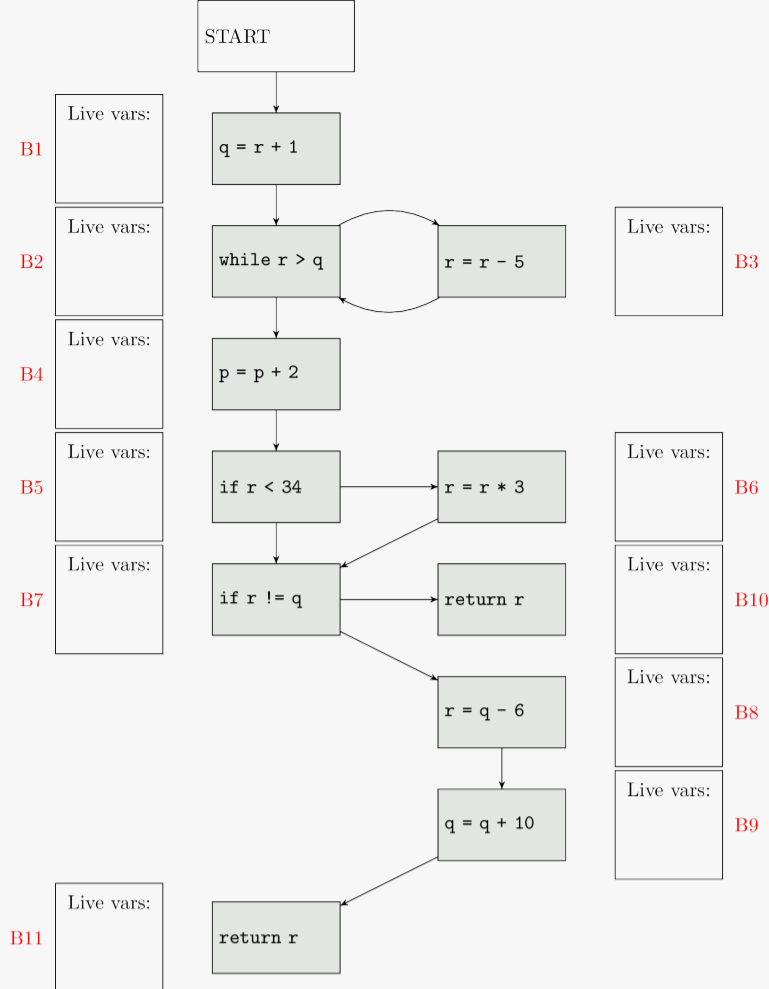 START
Live vars:
B1
q = r + 1
Live vars:
B2
while r > q
r = r - 5
Live vars:
B3
Live vars:
B4
p = p + 2
Live vars:
B5
if r < 34
r = r * 3
Live vars:
B6
Live vars:
B7
if r != q
return r
Live vars:
B10
r = q - 6
Live vars:
B8
q = q + 10
Live vars:
B9
Live vars:
B11
return r